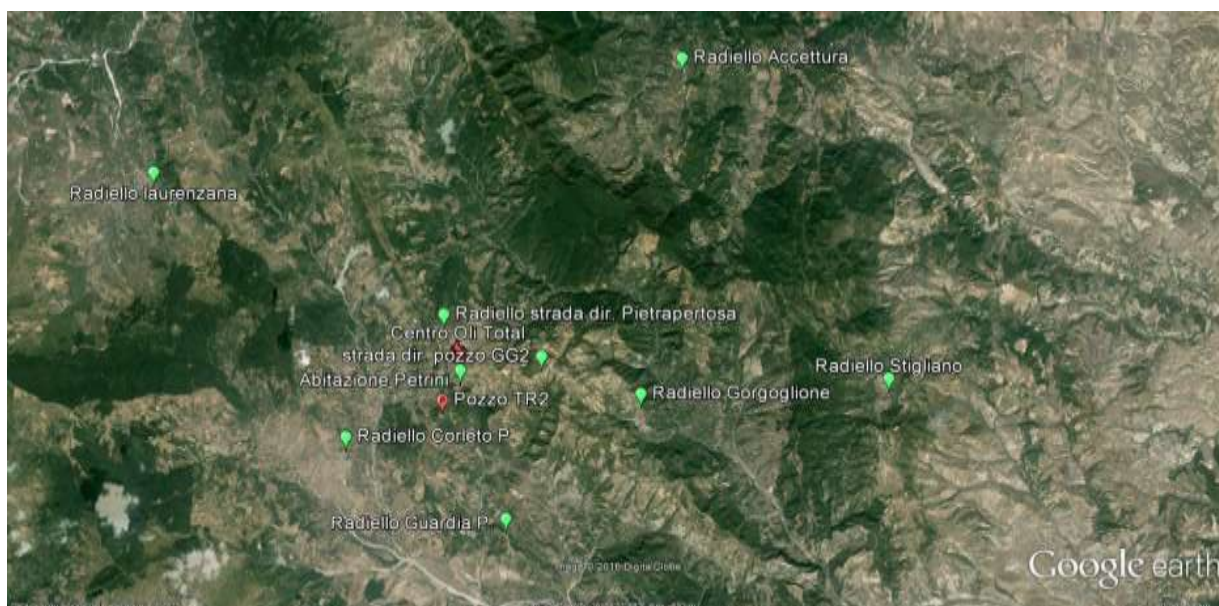 Radiello Accettura
Radiello laurenzana
Radiello strada dir. Pietrapertosa
Centro Oli Total
strada dir. pozzo GG2
Radiello Stigliano
Abitazione Petrini
Radiello Gorgoglione
Pozzo TR2
Radiello Corleto P
Radiello Guardia P.
Google earth